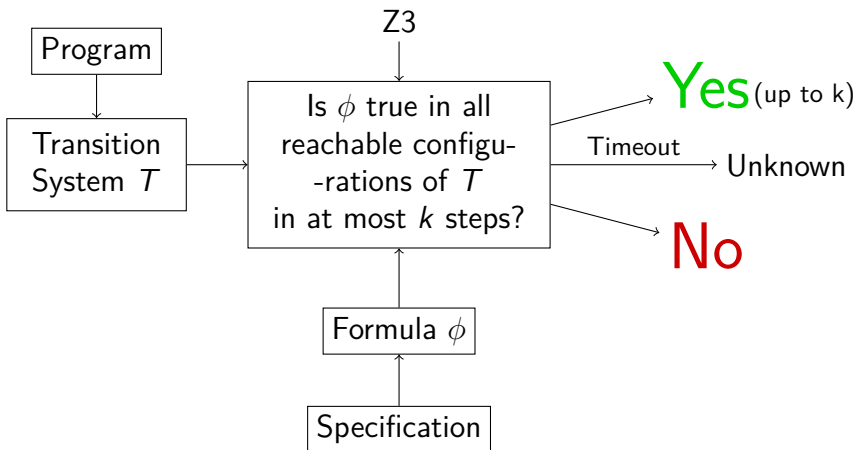 Z3
Program
Transition
System T
Is ϕ true in all
reachable configu-
-rations of T
in at most k steps?
Yes (up to k)
Timeout
Unknown
No
Formula ϕ
Specification